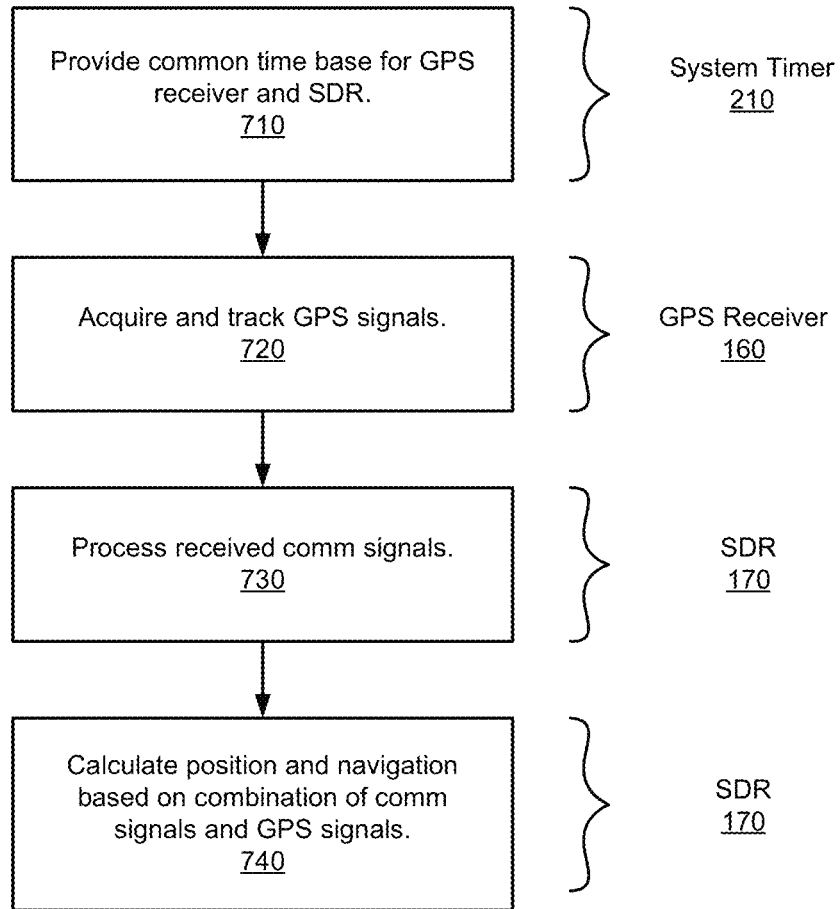 Provide common time base for GPS
receiver and SDR.
710
System Timer
210
Acquire and track GPS signals.
720
GPS Receiver
160
Process received comm signals.
730
SDR
170
Calculate position and navigation
based on combination of comm
signals and GPS signals.
740
SDR
170